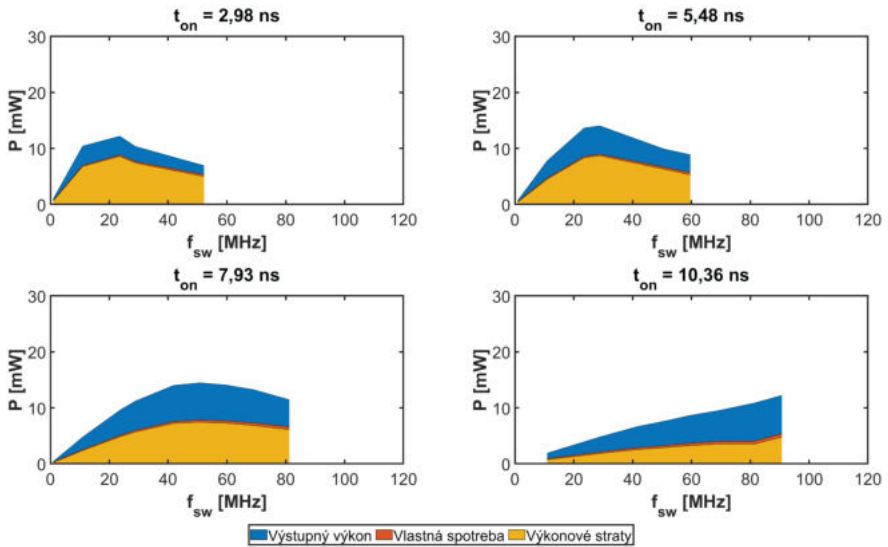 t_on = 2,98 ns
P [mW]
30
20
10
0
0 20 40 60 80 100 120
f_sw [MHz]
t_on = 5,48 ns
P [mW]
30
20
10
0
0 20 40 60 80 100 120
f_sw [MHz]
t_on = 7,93 ns
P [mW]
30
20
10
0
0 20 40 60 80 100 120
f_sw [MHz]
t_on = 10,36 ns
P [mW]
30
20
10
0
0 20 40 60 80 100 120
f_sw [MHz]
Výstupný výkon Vlastná spotreba Výkonové straty